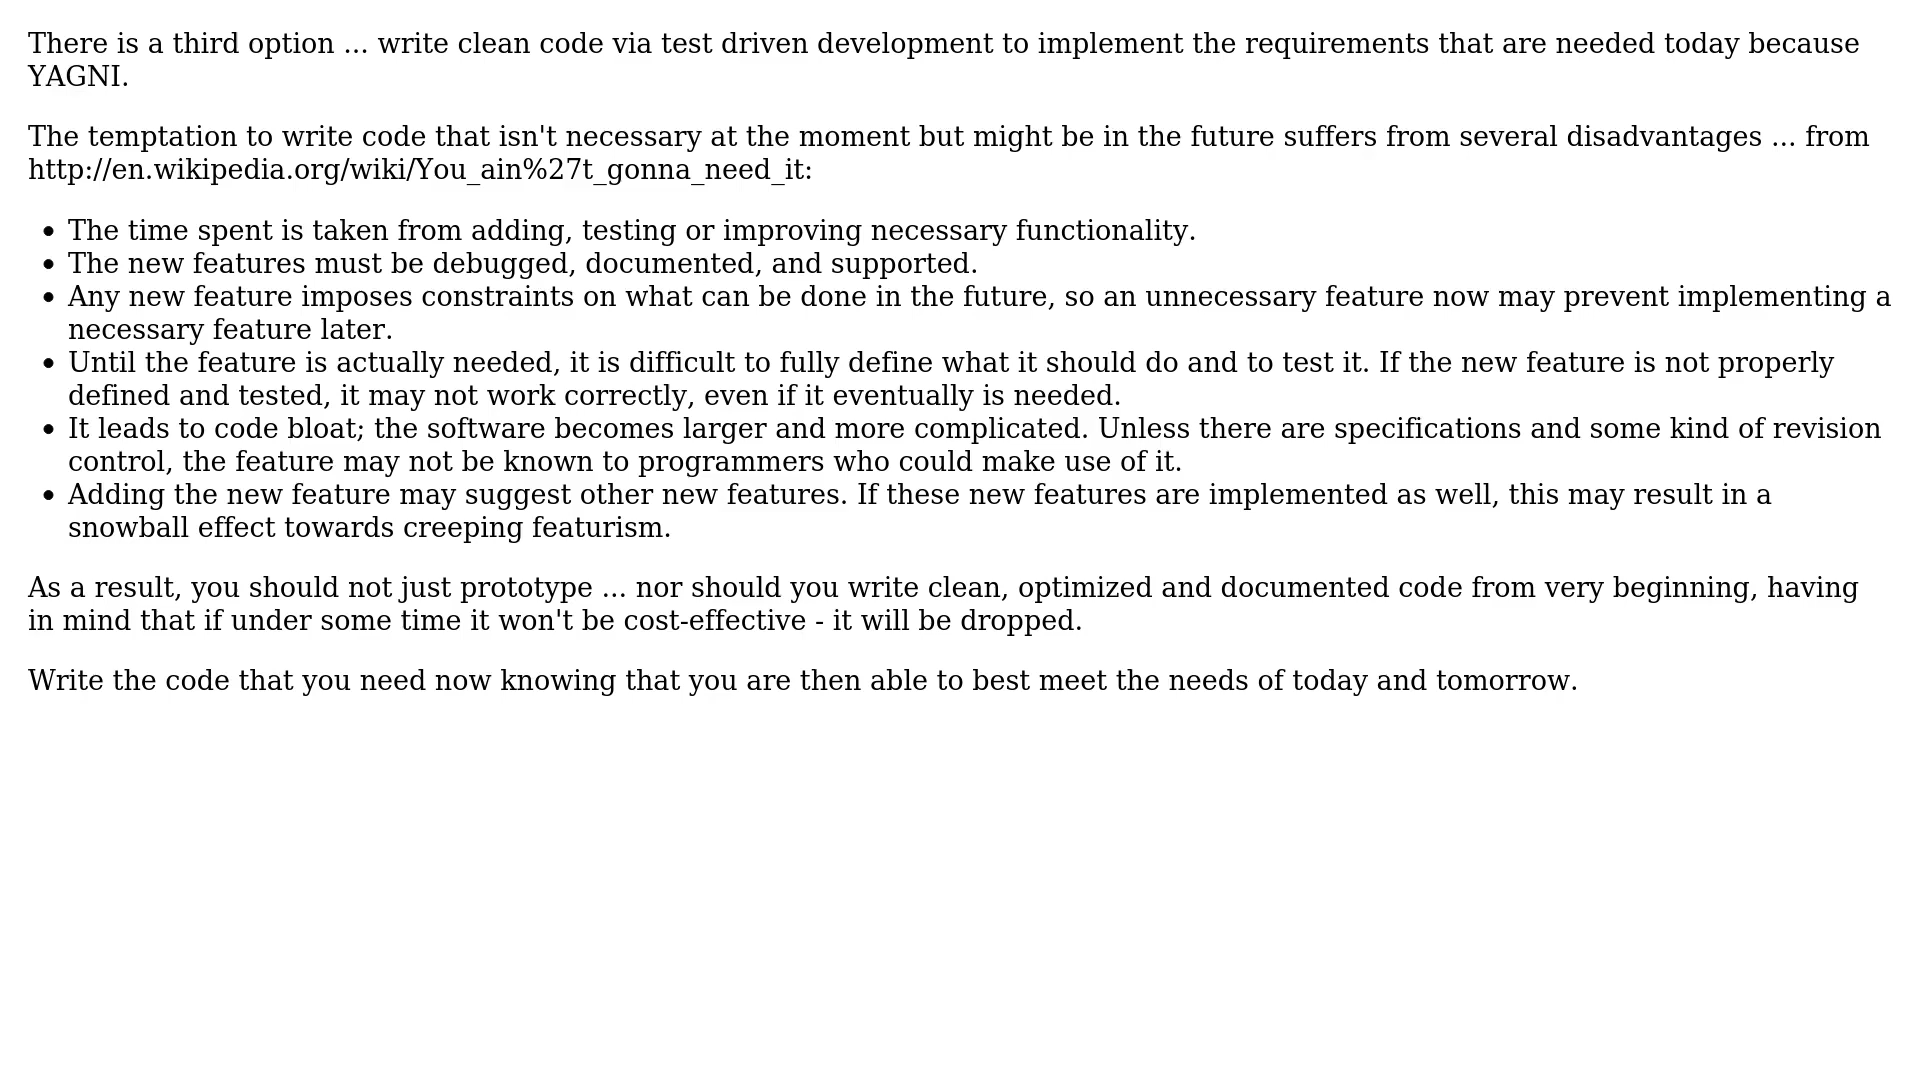 There is a third option ... write clean code via test driven development to implement the requirements that are needed today because
YAGNI.
The temptation to write code that isn't necessary at the moment but might be in the future suffers from several disadvantages ... from
http://en.wikipedia.org/wiki/You_ain%27t_gonna_need_it:
• The time spent is taken from adding, testing or improving necessary functionality.
• The new features must be debugged, documented, and supported.
• Any new feature imposes constraints on what can be done in the future, so an unnecessary feature now may prevent implementing a
necessary feature later.
• Until the feature is actually needed, it is difficult to fully define what it should do and to test it. If the new feature is not properly
defined and tested, it may not work correctly, even if it eventually is needed.
• It leads to code bloat; the software becomes larger and more complicated. Unless there are specifications and some kind of revision
control, the feature may not be known to programmers who could make use of it.
• Adding the new feature may suggest other new features. If these new features are implemented as well, this may result in a
snowball effect towards creeping featurism.
As a result, you should not just prototype ... nor should you write clean, optimized and documented code from very beginning, having
in mind that if under some time it won't be cost-effective - it will be dropped.
Write the code that you need now knowing that you are then able to best meet the needs of today and tomorrow.